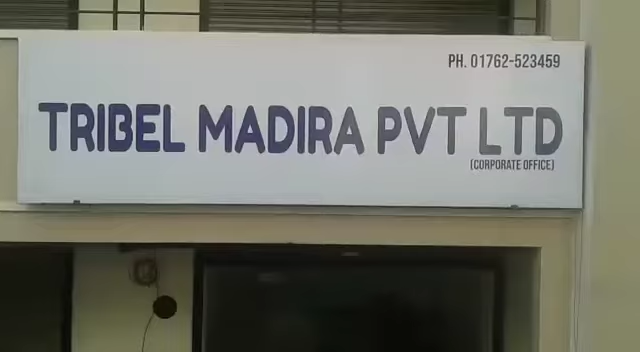 PH. 01762-523459
TRIBEL MADIRA PVT LTD
(CORPORATE OFFICE)